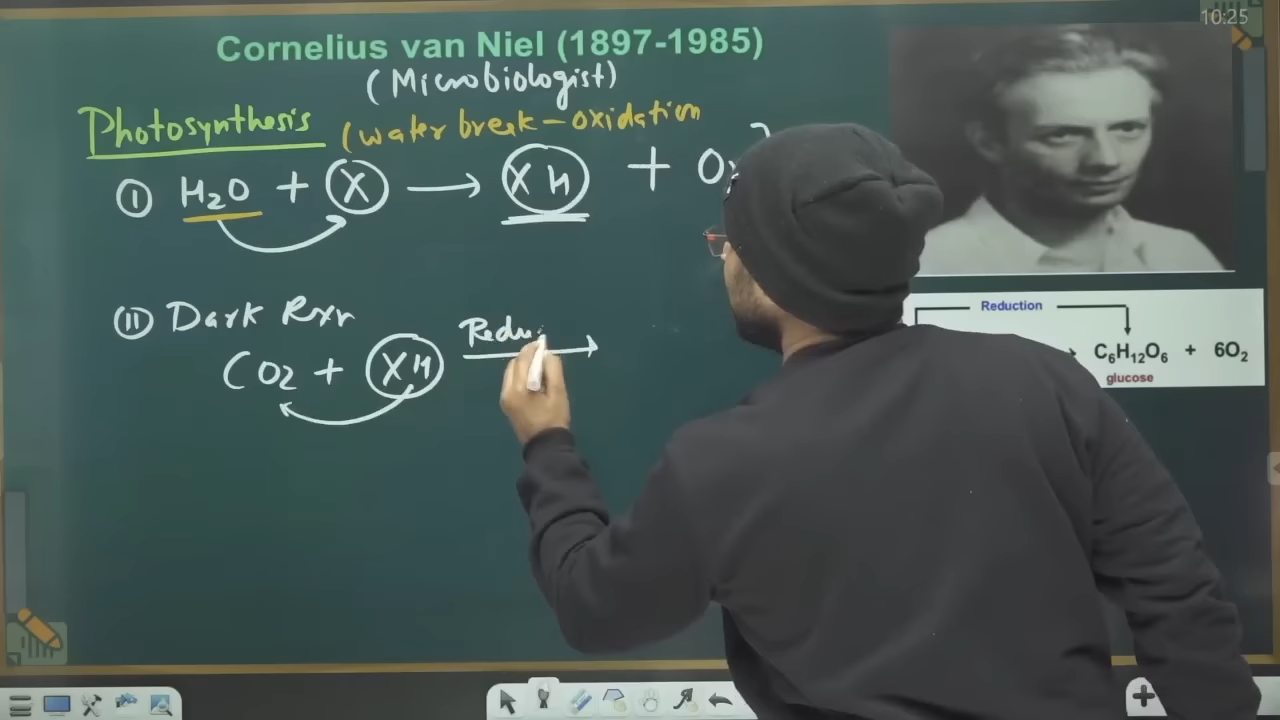 10:25
Cornelius van Niel (1897-1985)
(Microbiologist)
Photosynthesis (water break - oxidation
I H₂O + X → XH + O₂
II Dark Rxn
CO₂ + XH Redu →
Reduction
C₆H₁₂O₆ + 6O₂
glucose